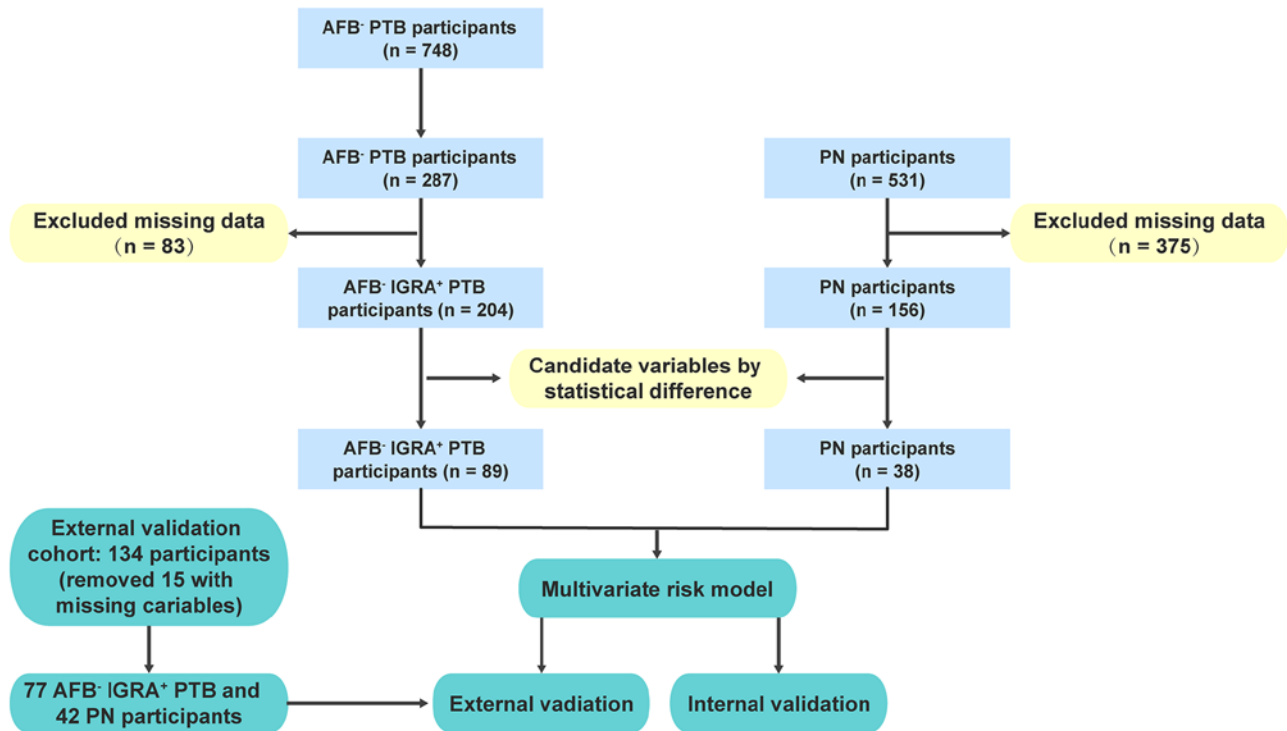 AFB⁻ PTB participants
(n = 748)
AFB⁻ PTB participants
(n = 287)
PN participants
(n = 531)
Excluded missing data
（n = 83）
Excluded missing data
（n = 375）
AFB⁻ IGRA⁺ PTB
participants (n = 204)
PN participants
(n = 156)
Candidate variables by
statistical difference
AFB⁻ IGRA⁺ PTB
participants (n = 89)
PN participants
(n = 38)
External validation
cohort: 134 participants
(removed 15 with
missing cariables)
Multivariate risk model
77 AFB⁻ IGRA⁺ PTB and
42 PN participants
External vadiation
Internal validation